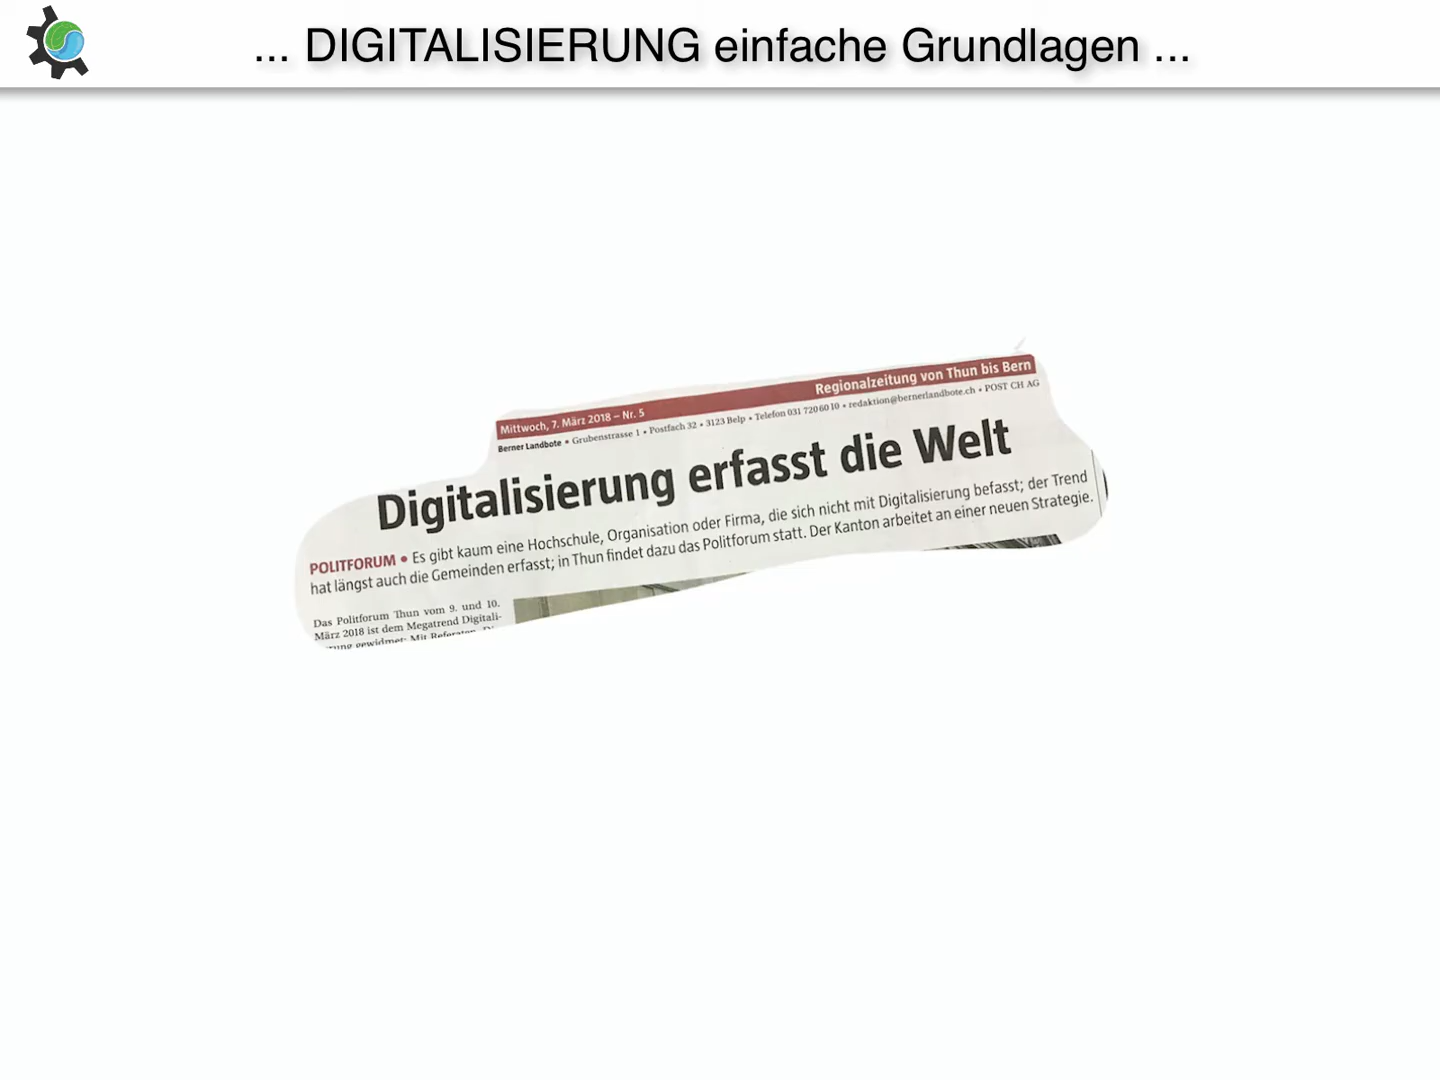 ... DIGITALISIERUNG einfache Grundlagen ...
Regionalzeitung von Thun bis Bern
Mittwoch, 7. März 2018 – Nr. 5
Berner Landbote • Grubenstrasse 1 • Postfach 32 • 3123 Belp • Telefon 031 720 60 10 • redaktion@bernerlandbote.ch • POST CH AG
Digitalisierung erfasst die Welt
POLITFORUM • Es gibt kaum eine Hochschule, Organisation oder Firma, die sich nicht mit Digitalisierung befasst; der Trend
hat längst auch die Gemeinden erfasst; in Thun findet dazu das Politforum statt. Der Kanton arbeitet an einer neuen Strategie.
Das Politforum Thun vom 9. und 10.
März 2018 ist dem Megatrend Digitali-
gewidmet: Mit Referaten